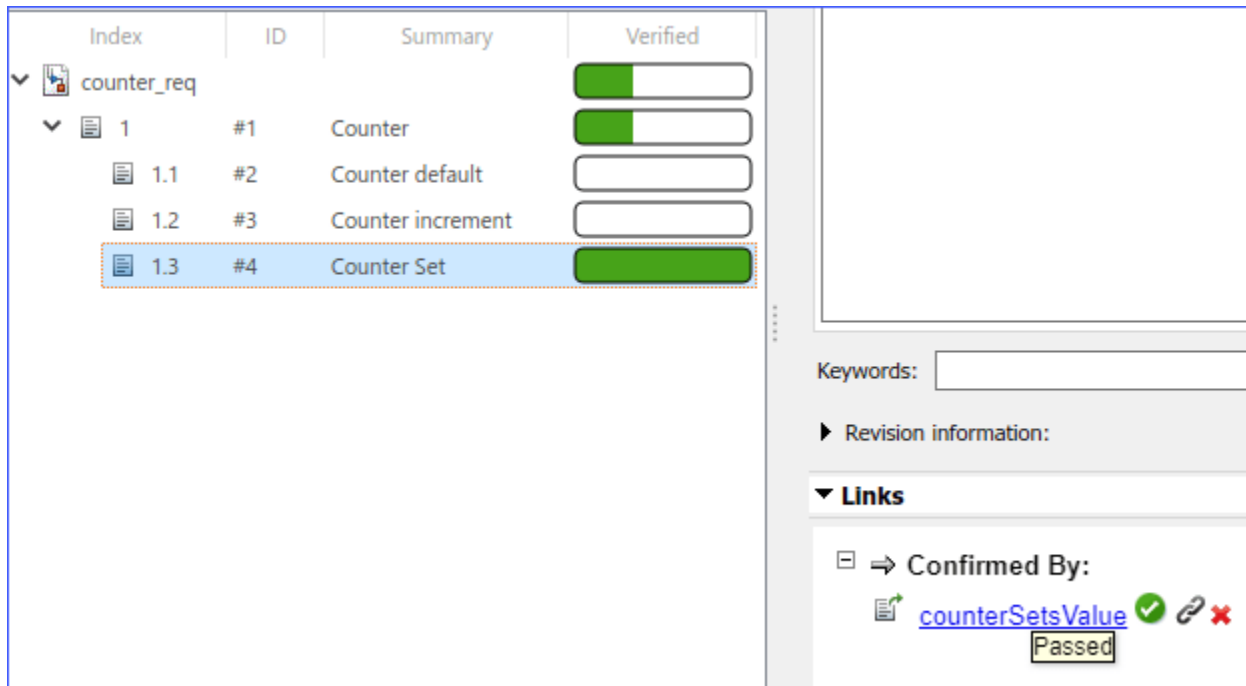 Index ID Summary Verified
counter_req
1 #1 Counter
1.1 #2 Counter default
1.2 #3 Counter increment
1.3 #4 Counter Set
Keywords:
Revision information:
Links
Confirmed By:
counterSetsValue
Passed